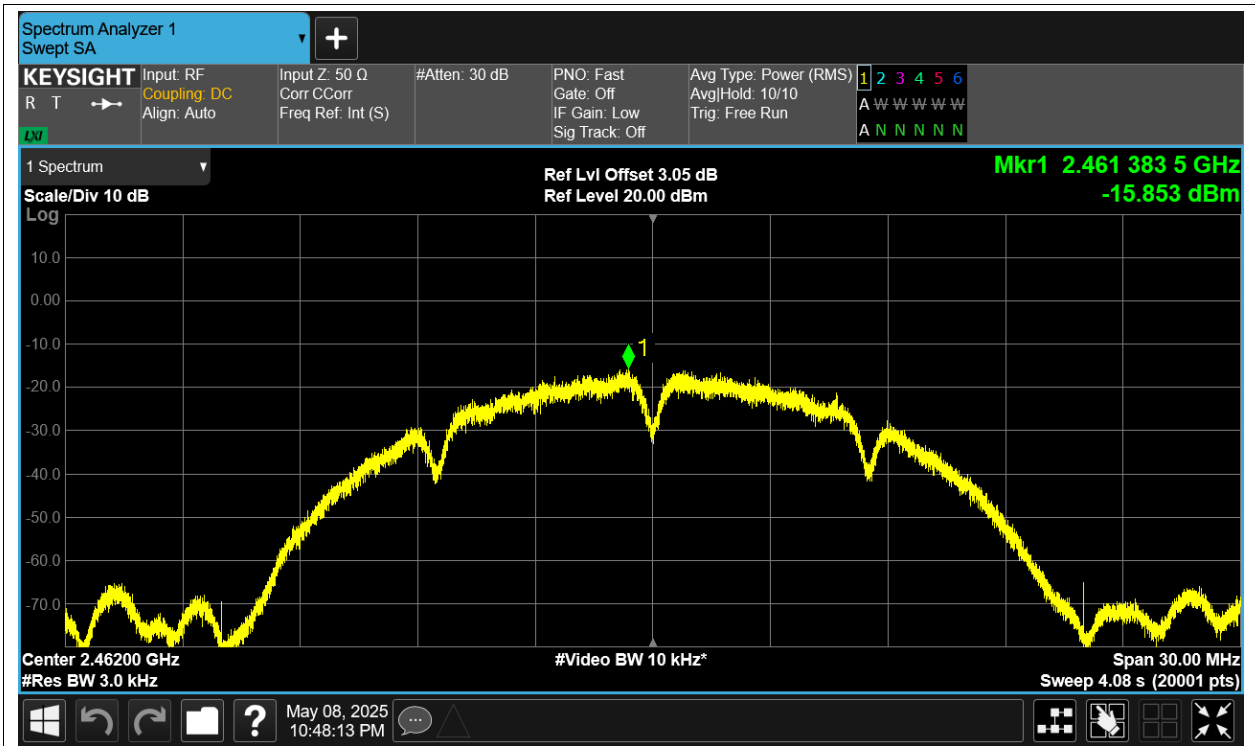 Spectrum Analyzer 1
Swept SA
KEYSIGHT
R T
LXI
Input: RF
Coupling: DC
Align: Auto
Input Z: 50 Ω
Corr CCorr
Freq Ref: Int (S)
#Atten: 30 dB
PNO: Fast
Gate: Off
IF Gain: Low
Sig Track: Off
Avg Type: Power (RMS)
Avg|Hold: 10/10
Trig: Free Run
1 2 3 4 5 6
A W W W W W
A N N N N N
1 Spectrum
Scale/Div 10 dB
Log
Ref Lvl Offset 3.05 dB
Ref Level 20.00 dBm
Mkr1 2.461 383 5 GHz
-15.853 dBm
10.0
0.00
-10.0
1
-20.0
-30.0
-40.0
-50.0
-60.0
-70.0
Center 2.46200 GHz
#Video BW 10 kHz*
Span 30.00 MHz
#Res BW 3.0 kHz
Sweep 4.08 s (20001 pts)
?
May 08, 2025
10:48:13 PM